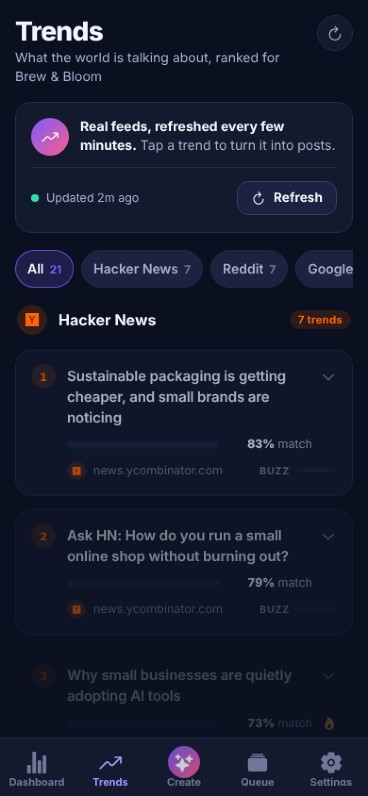 Trends
What the world is talking about, ranked for
Brew & Bloom
Real feeds, refreshed every few
minutes. Tap a trend to turn it into posts.
Updated 2m ago
Refresh
All 21
Hacker News 7
Reddit 7
Google
Y
Hacker News
7 trends
1
Sustainable packaging is getting
cheaper, and small brands are
noticing
83% match
Y news.ycombinator.com
BUZZ
2
Ask HN: How do you run a small
online shop without burning out?
79% match
Y news.ycombinator.com
BUZZ
3
Why small businesses are quietly
adopting AI tools
73% match
Dashboard
Trends
Create
Queue
Settings